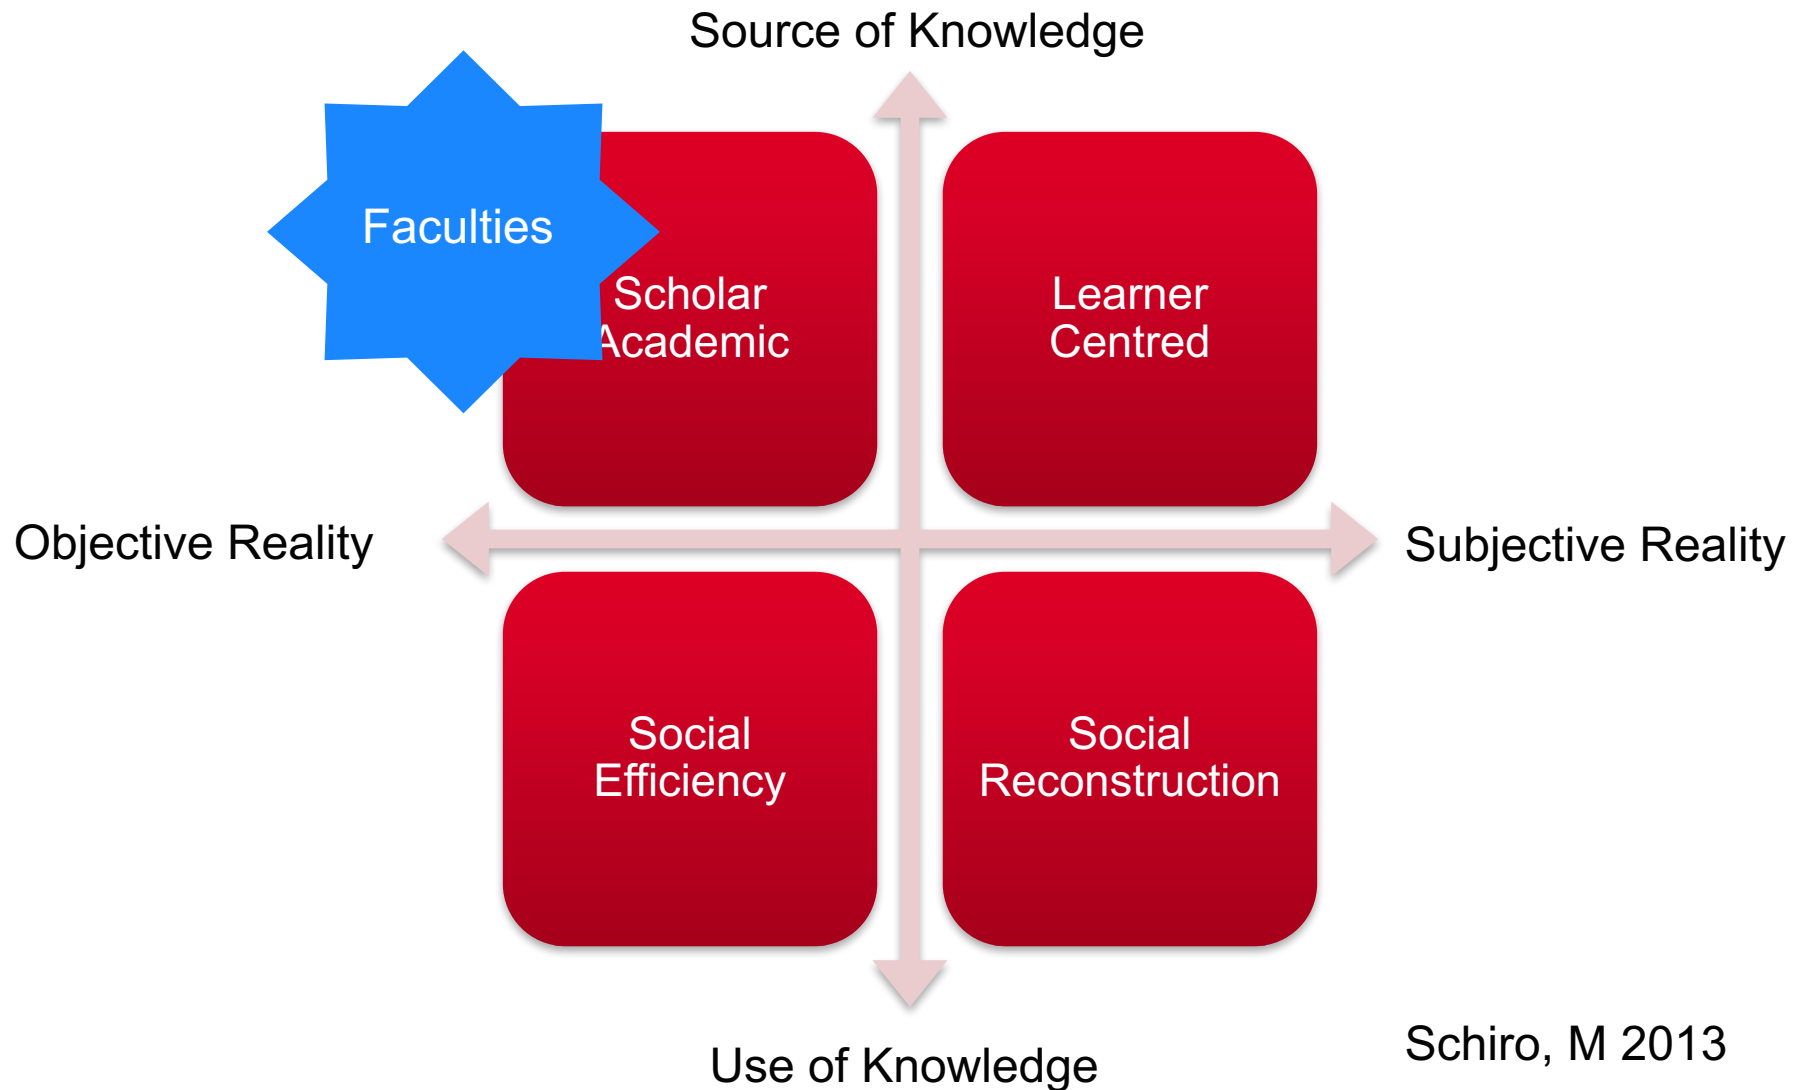 Source of Knowledge
Faculties
Scholar
Academic
Learner
Centred
Objective Reality
Subjective Reality
Social
Efficiency
Social
Reconstruction
Use of Knowledge
Schiro, M 2013